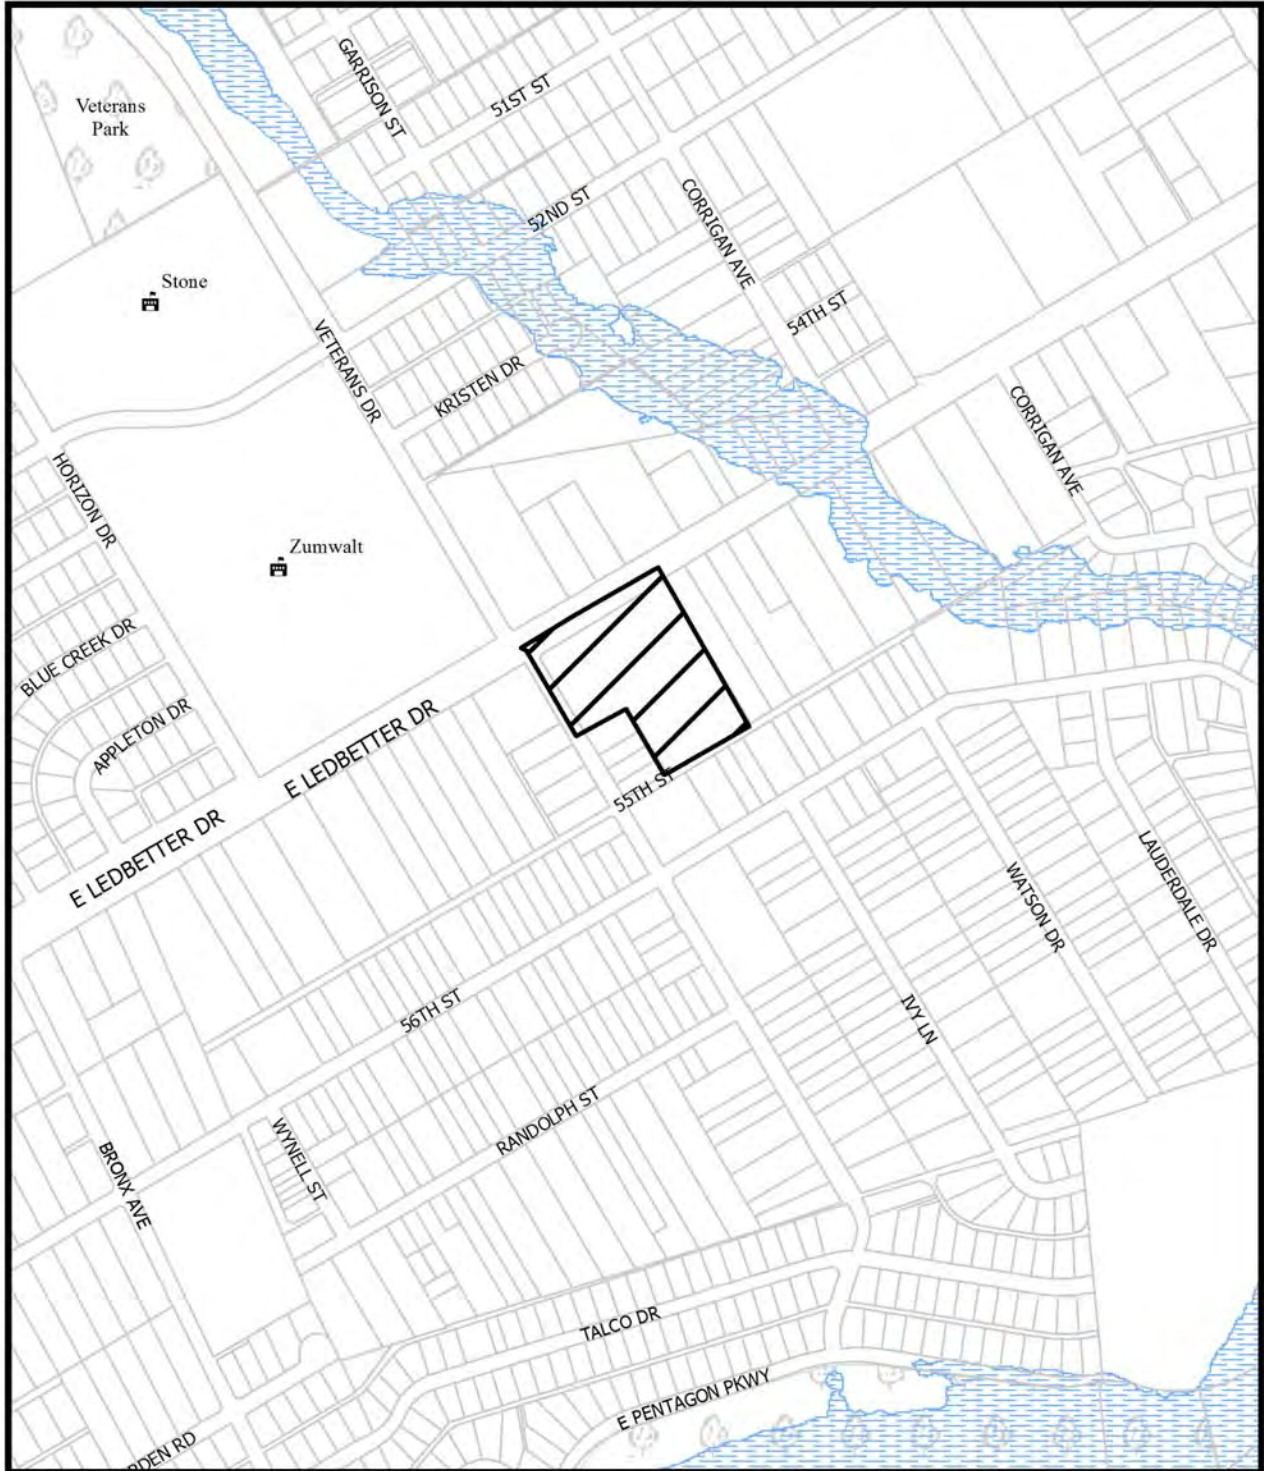 GARRISON ST
51ST ST
Veterans
Park
52ND ST
CORRIGAN AVE
Stone
54TH ST
VETERANS DR
KRISTEN DR
CORRIGAN AVE
HORIZON DR
Zumwalt
BLUE CREEK DR
APPLETON DR
E LEDBETTER DR
55TH ST
E LEDBETTER DR
LAUDERDALE DR
WATSON DR
56TH ST
IVY LN
RANDOLPH ST
WYNELL ST
BRONX AVE
TALCO DR
E PENTAGON PKWY
RDEN RD